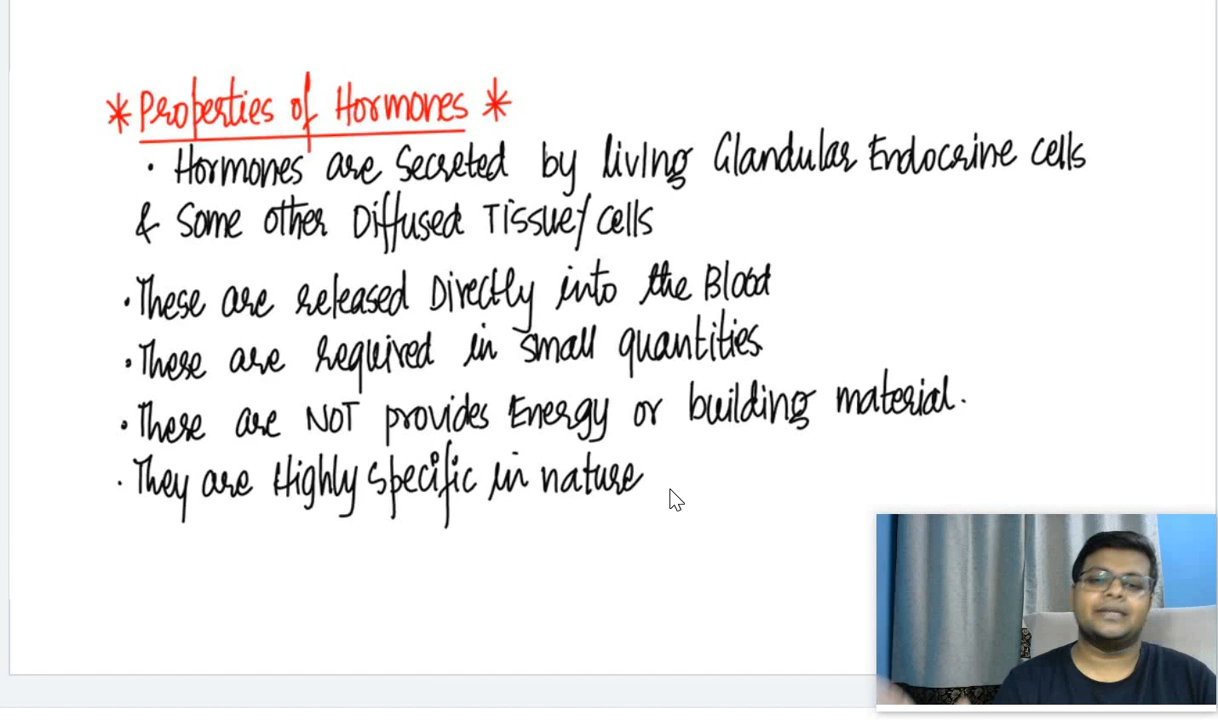 * Properties of Hormones *
• Hormones are Secreted by living Glandular Endocrine cells
& Some other Diffused Tissue/cells
• These are released Directly into the Blood
• These are required in small quantities.
• These are NOT provides Energy or building material.
• They are Highly Specific in nature